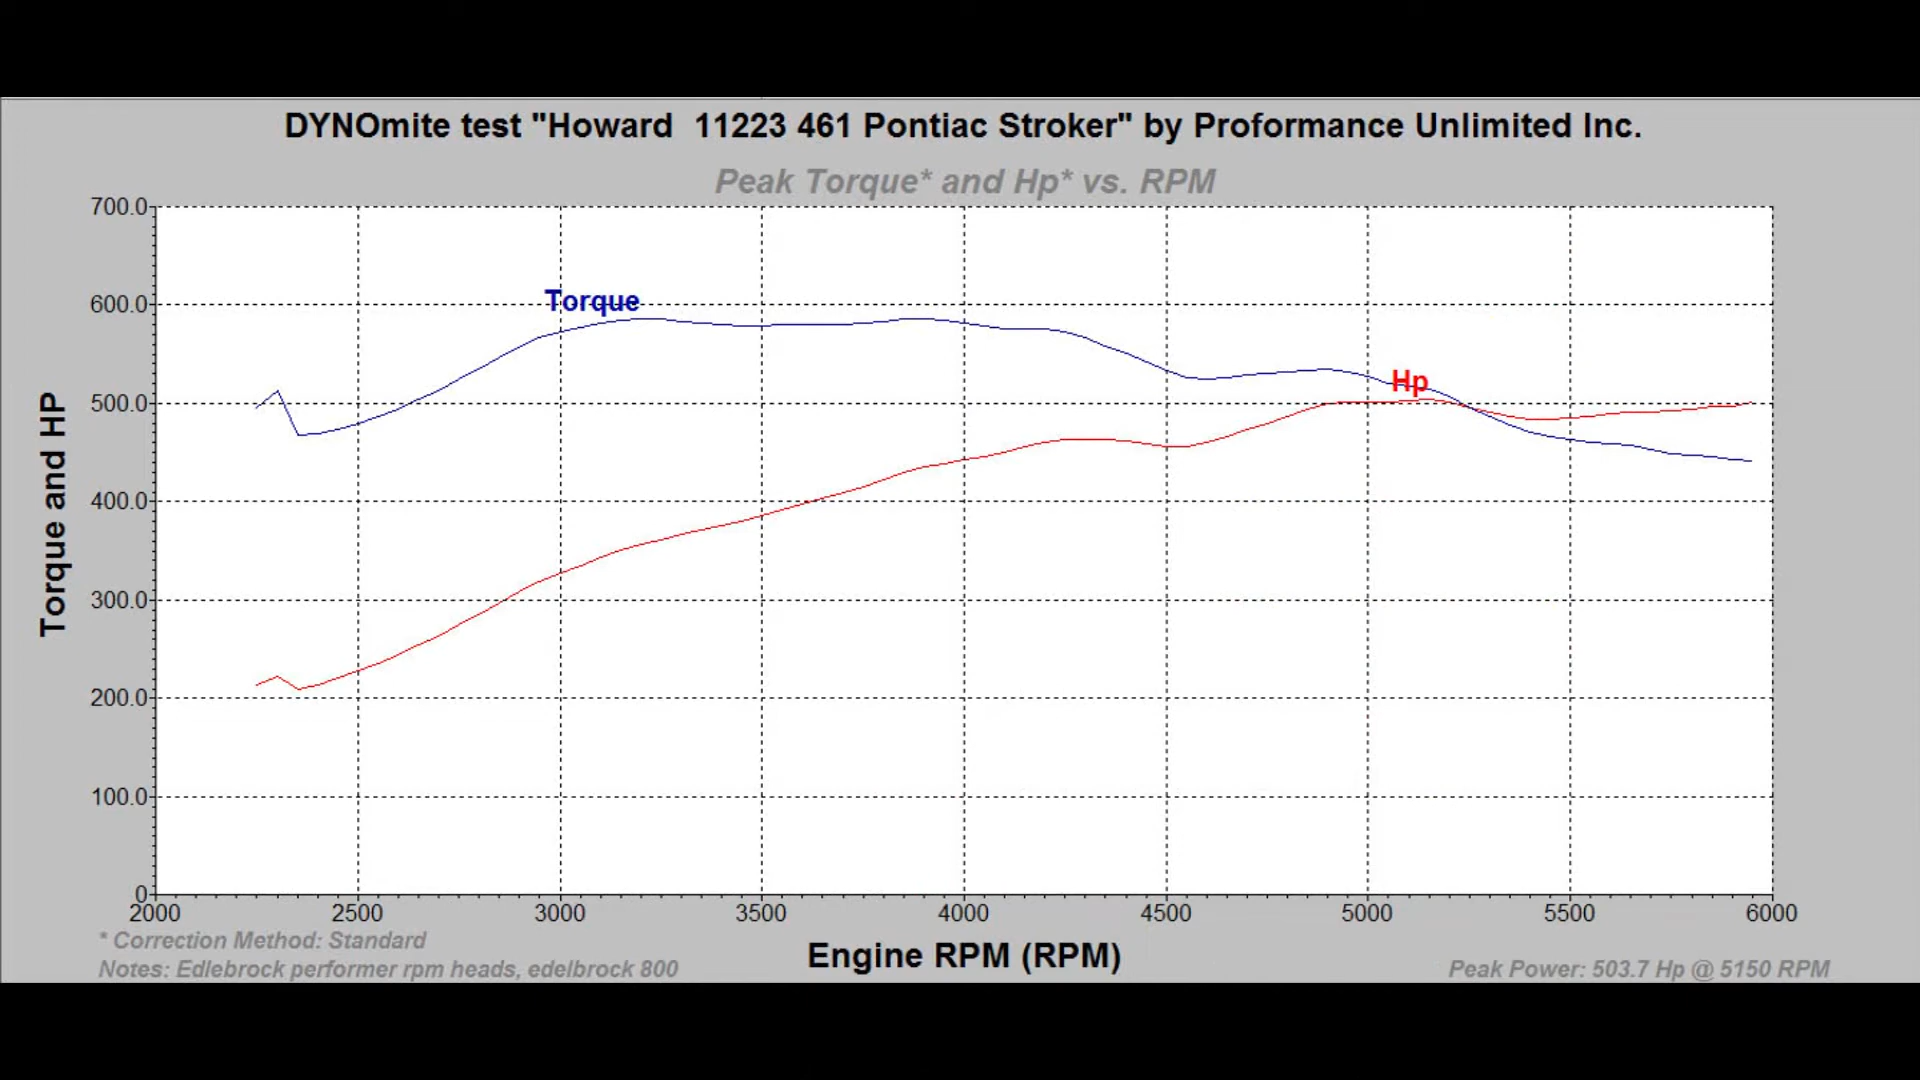 DYNOmite test "Howard  11223 461 Pontiac Stroker" by Proformance Unlimited Inc.
Peak Torque* and Hp* vs. RPM
Torque and HP
700.0
600.0
500.0
400.0
300.0
200.0
100.0
0
Torque
Hp
2000 2500 3000 3500 4000 4500 5000 5500 6000
Engine RPM (RPM)
* Correction Method: Standard
Notes: Edlebrock performer rpm heads, edelbrock 800
Peak Power: 503.7 Hp @ 5150 RPM